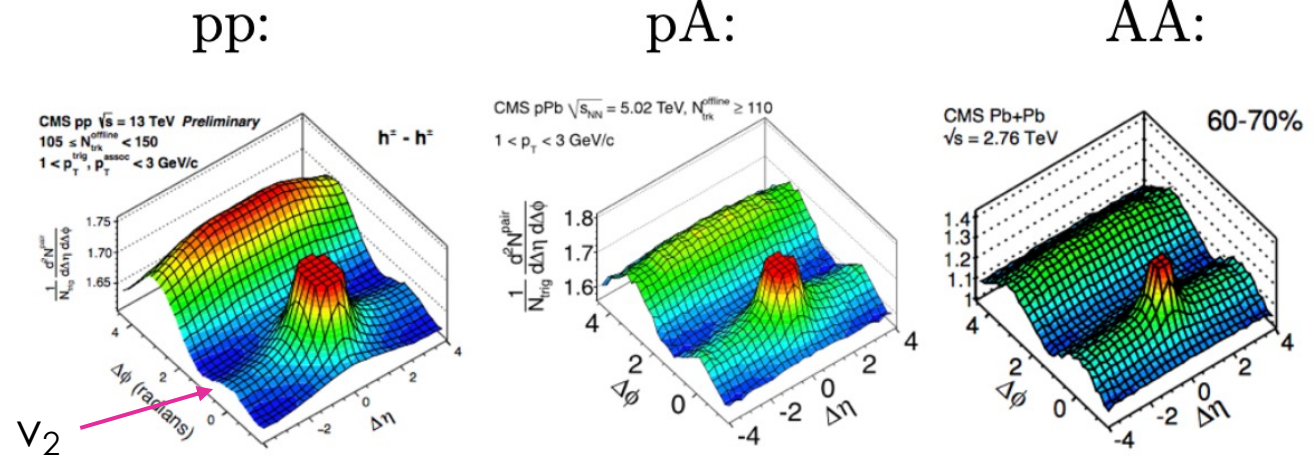 pp:
pA:
AA:
CMS pp √s = 13 TeV Preliminary
105 ≤ N_trk^offline < 150
1 < p_T^trig, p_T^assoc < 3 GeV/c
h± - h±
1.75
1.70
1.65
1/N_trig d²N^pair/dΔη dΔφ
4
2
0
Δφ (radians)
-2
0
2
4
Δη
v₂
CMS pPb √s_NN = 5.02 TeV, N_trk^offline ≥ 110
1 < p_T < 3 GeV/c
1.8
1.7
1.6
1/N_trig d²N^pair/dΔη dΔφ
4
2
0
Δφ
-4
-2
0
2
4
Δη
CMS Pb+Pb
√s = 2.76 TeV
60-70%
1.4
1.3
1.2
1.1
1
4
2
0
Δφ
-4
-2
0
2
4
Δη